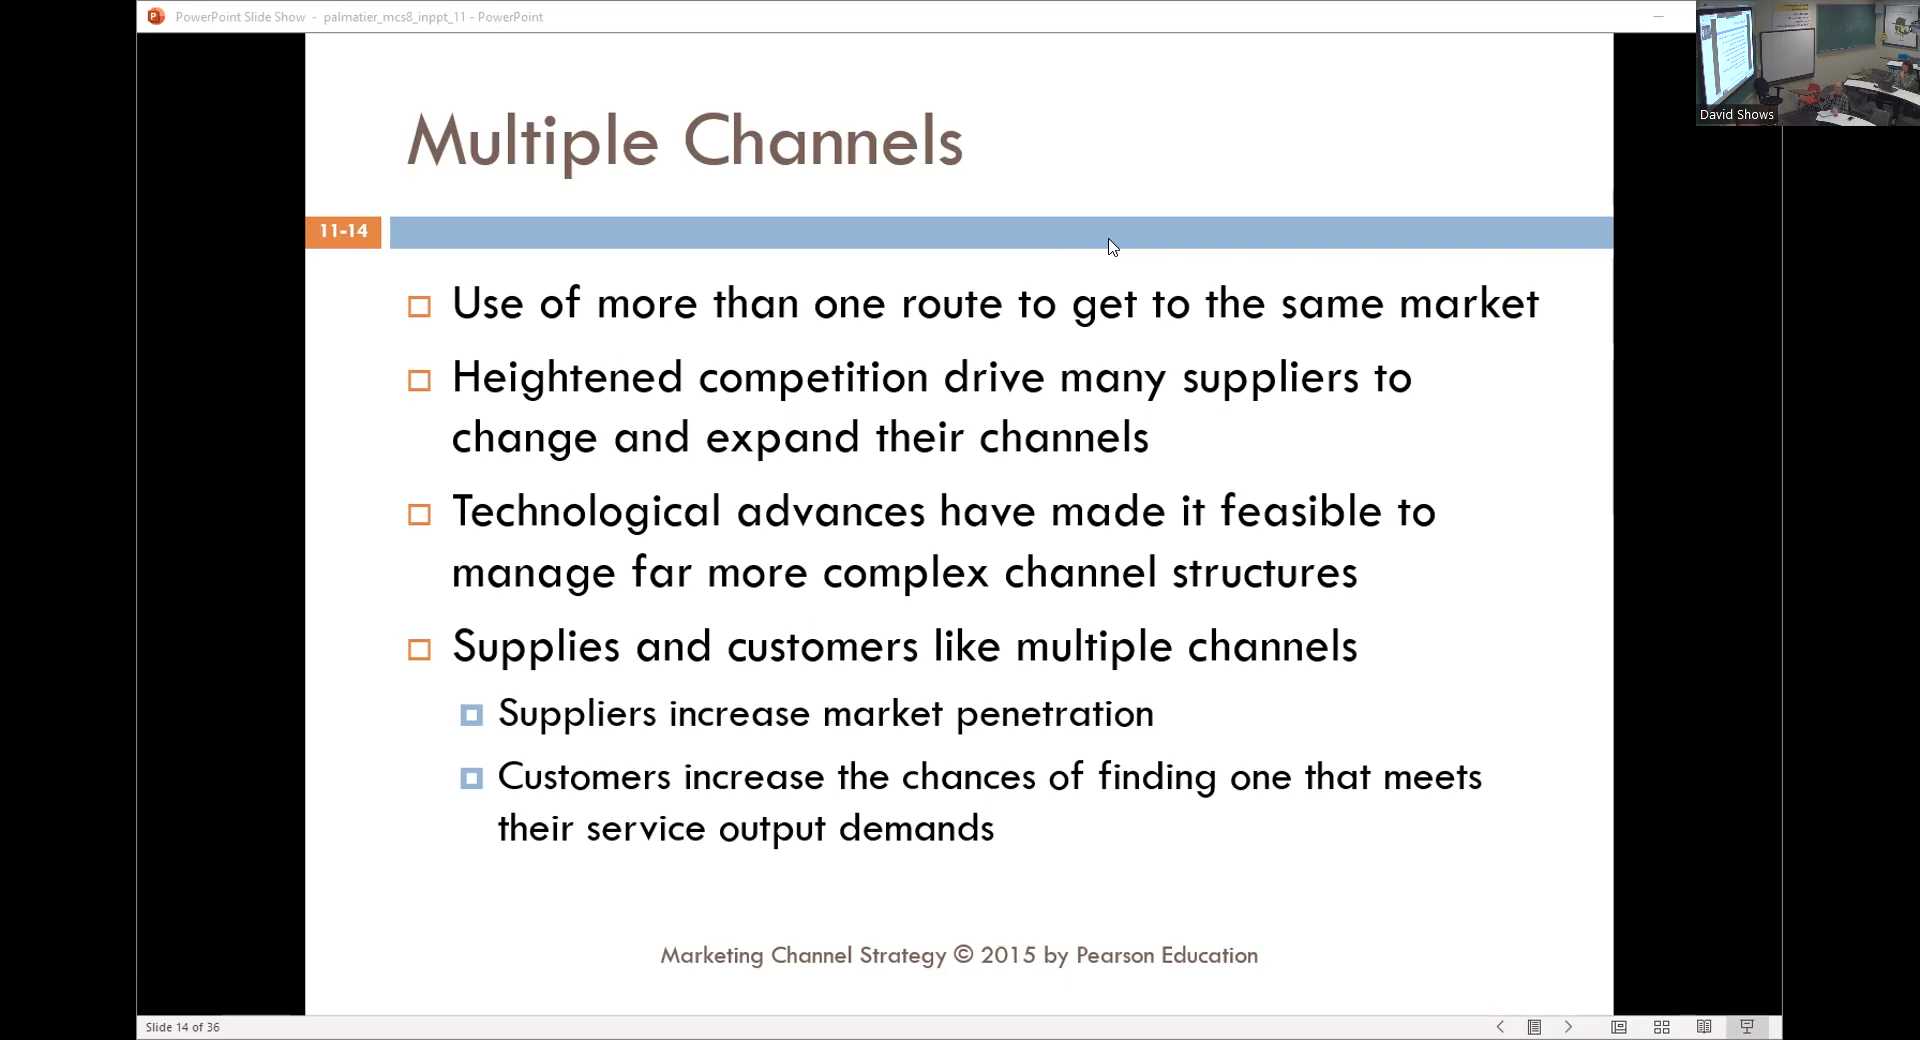 PowerPoint Slide Show - palmatier_mcs8_inppt_11 - PowerPoint
David Shows
Multiple Channels
11-14
Use of more than one route to get to the same market
Heightened competition drive many suppliers to
change and expand their channels
Technological advances have made it feasible to
manage far more complex channel structures
Supplies and customers like multiple channels
Suppliers increase market penetration
Customers increase the chances of finding one that meets
their service output demands
Marketing Channel Strategy © 2015 by Pearson Education
Slide 14 of 36